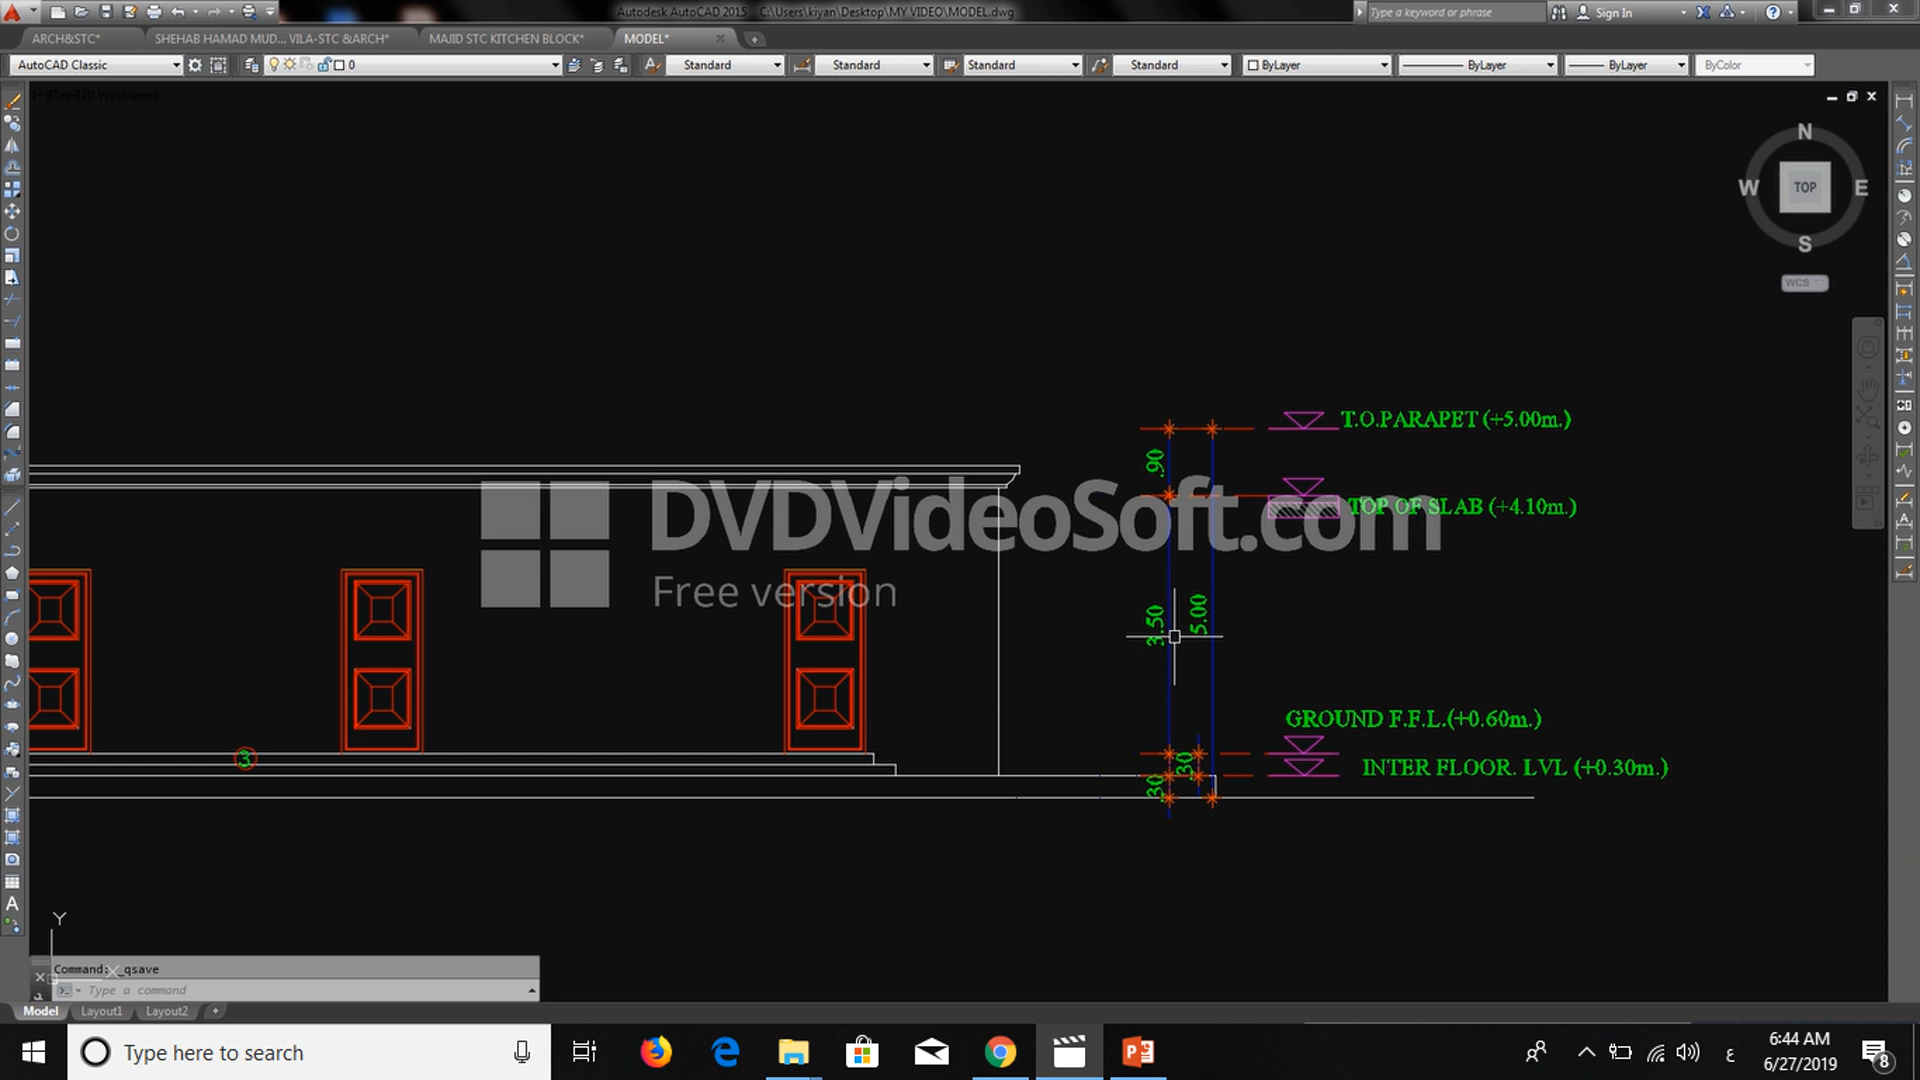 Autodesk AutoCAD 2015 C:\Users\kiyan\Desktop\MY VIDEO\MODEL.dwg
Type a keyword or phrase
Sign In
ARCH&STC*
SHEHAB HAMAD MUD... VILA-STC &ARCH*
MAJID STC KITCHEN BLOCK*
MODEL*
AutoCAD Classic
0
Standard
Standard
Standard
Standard
ByLayer
ByLayer
ByLayer
ByColor
[–][Top][2D Wireframe]
N
W
TOP
E
S
WCS
T.O.PARAPET (+5.00m.)
.90
TOP OF SLAB (+4.10m.)
DVDVideoSoft.com
Free version
3.50
5.00
GROUND F.F.L.(+0.60m.)
.30
INTER FLOOR. LVL (+0.30m.)
.30
3
Y
X
Command: _qsave
Type a command
Model
Layout1
Layout2
Type here to search
6:44 AM
ع
6/27/2019
8